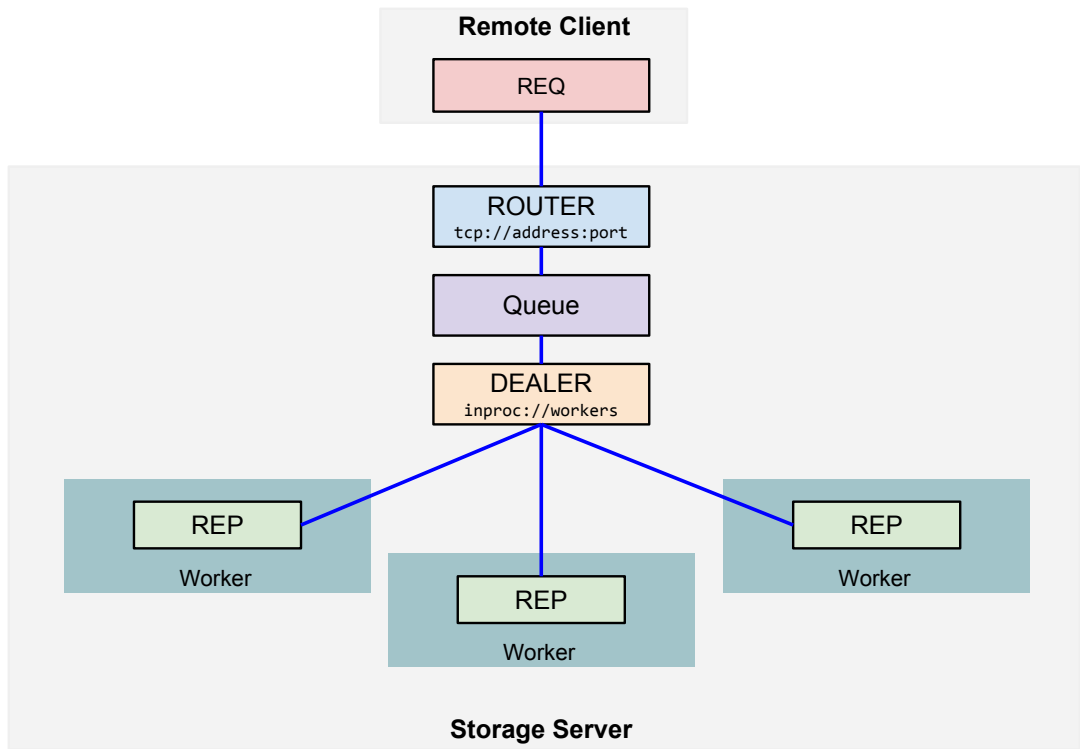 Remote Client
REQ
ROUTER
tcp://address:port
Queue
DEALER
inproc://workers
REP
Worker
REP
Worker
REP
Worker
Storage Server